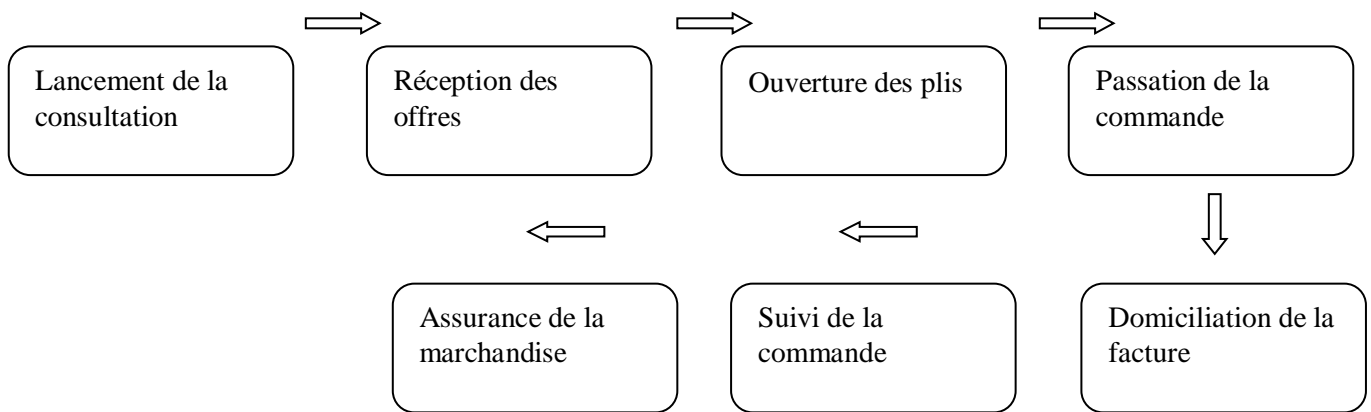 Lancement de la
consultation
Réception des
offres
Ouverture des plis
Passation de la
commande
Assurance de la
marchandise
Suivi de la
commande
Domiciliation de la
facture